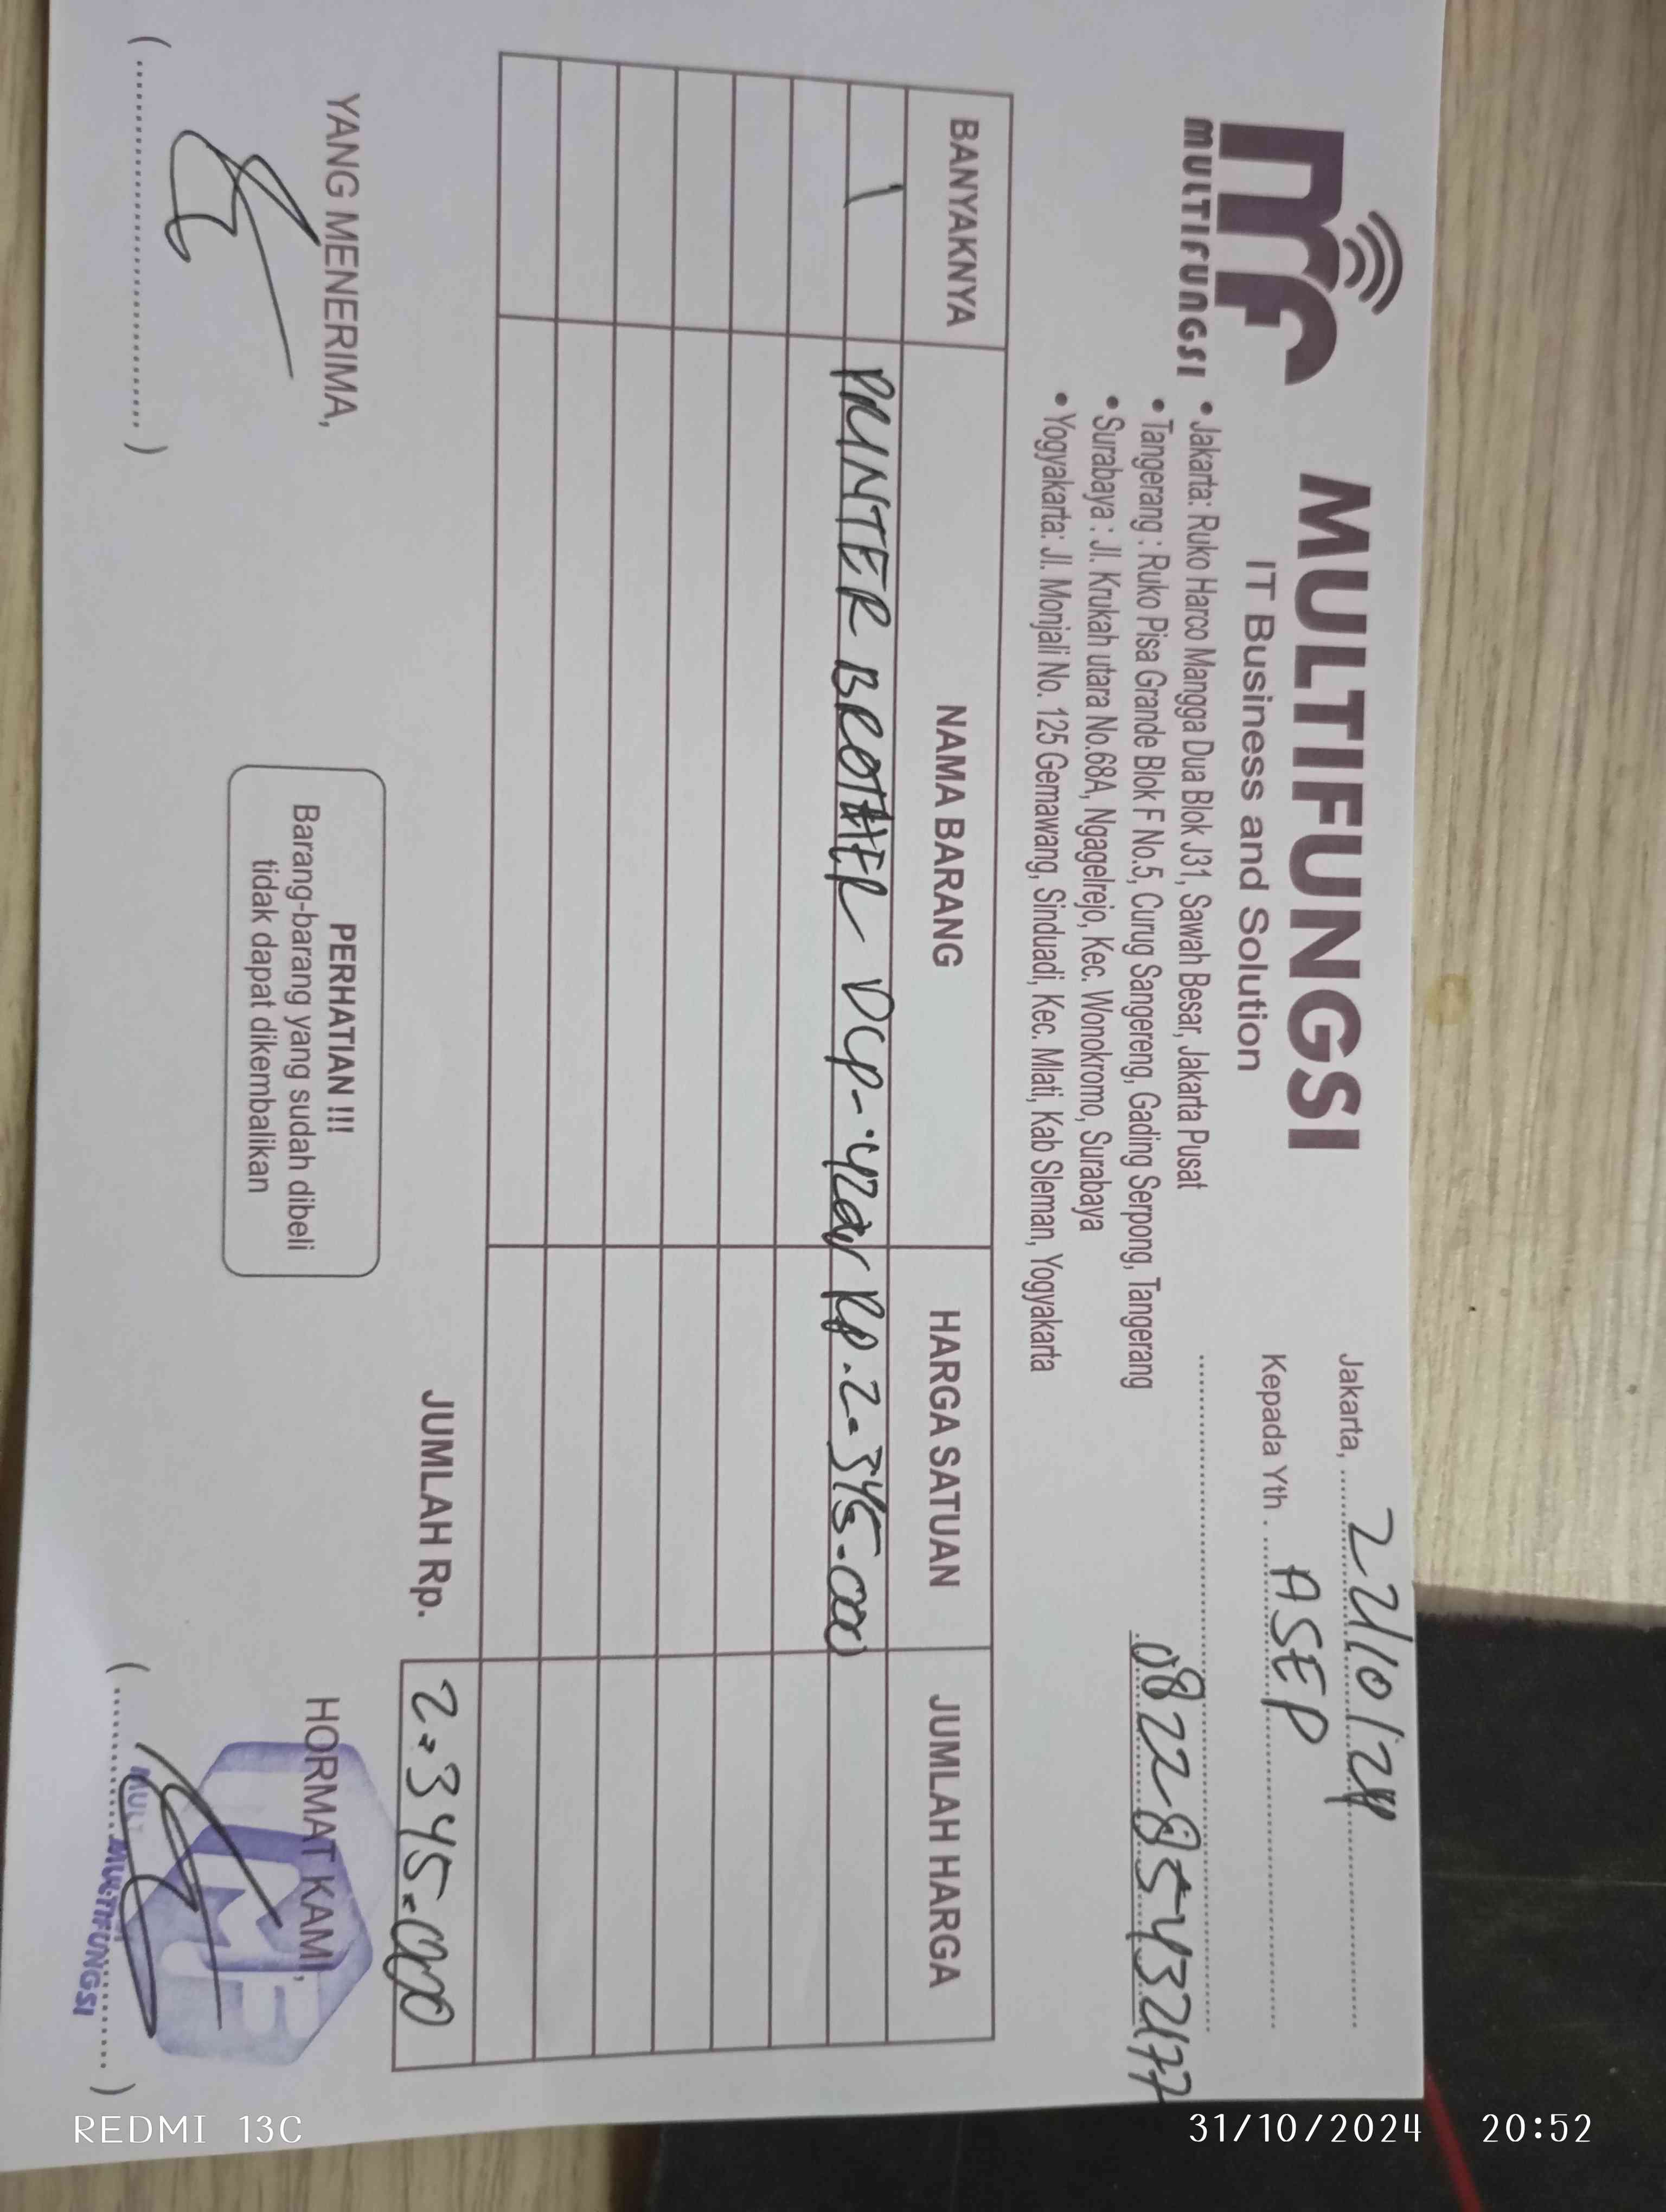 MULTIFUNGSI
MULTIFUNGSI
IT Business and Solution
• Jakarta: Ruko Harco Mangga Dua Blok J31, Sawah Besar, Jakarta Pusat
• Tangerang : Ruko Pisa Grande Blok F No.5, Curug Sangereng, Gading Serpong, Tangerang
• Surabaya : Jl. Krukah utara No.68A, Ngagelrejo, Kec. Wonokromo, Surabaya
• Yogyakarta: Jl. Monjali No. 125 Gemawang, Sinduadi, Kec. Mlati, Kab Sleman, Yogyakarta
Jakarta,
Kepada Yth . ASEP
BANYAKNYA NAMA BARANG HARGA SATUAN JUMLAH HARGA
1 PRINTER BROTHER DCP- RP. 2.345.000
JUMLAH Rp. 2.345.000
YANG MENERIMA,
PERHATIAN !!!
Barang-barang yang sudah dibeli
tidak dapat dikembalikan
HORMAT KAMI,
MULTIFUNGSI
REDMI 13C
31/10/2024 20:52